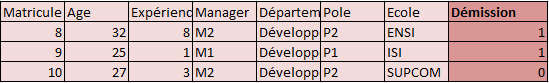 Matricule Age Expérienc Manager Départem Pole Ecole Démission
8 32 8 M2 Développ P2 ENSI 1
9 25 1 M1 Développ P1 ISI 1
10 27 3 M2 Développ P2 SUPCOM 0